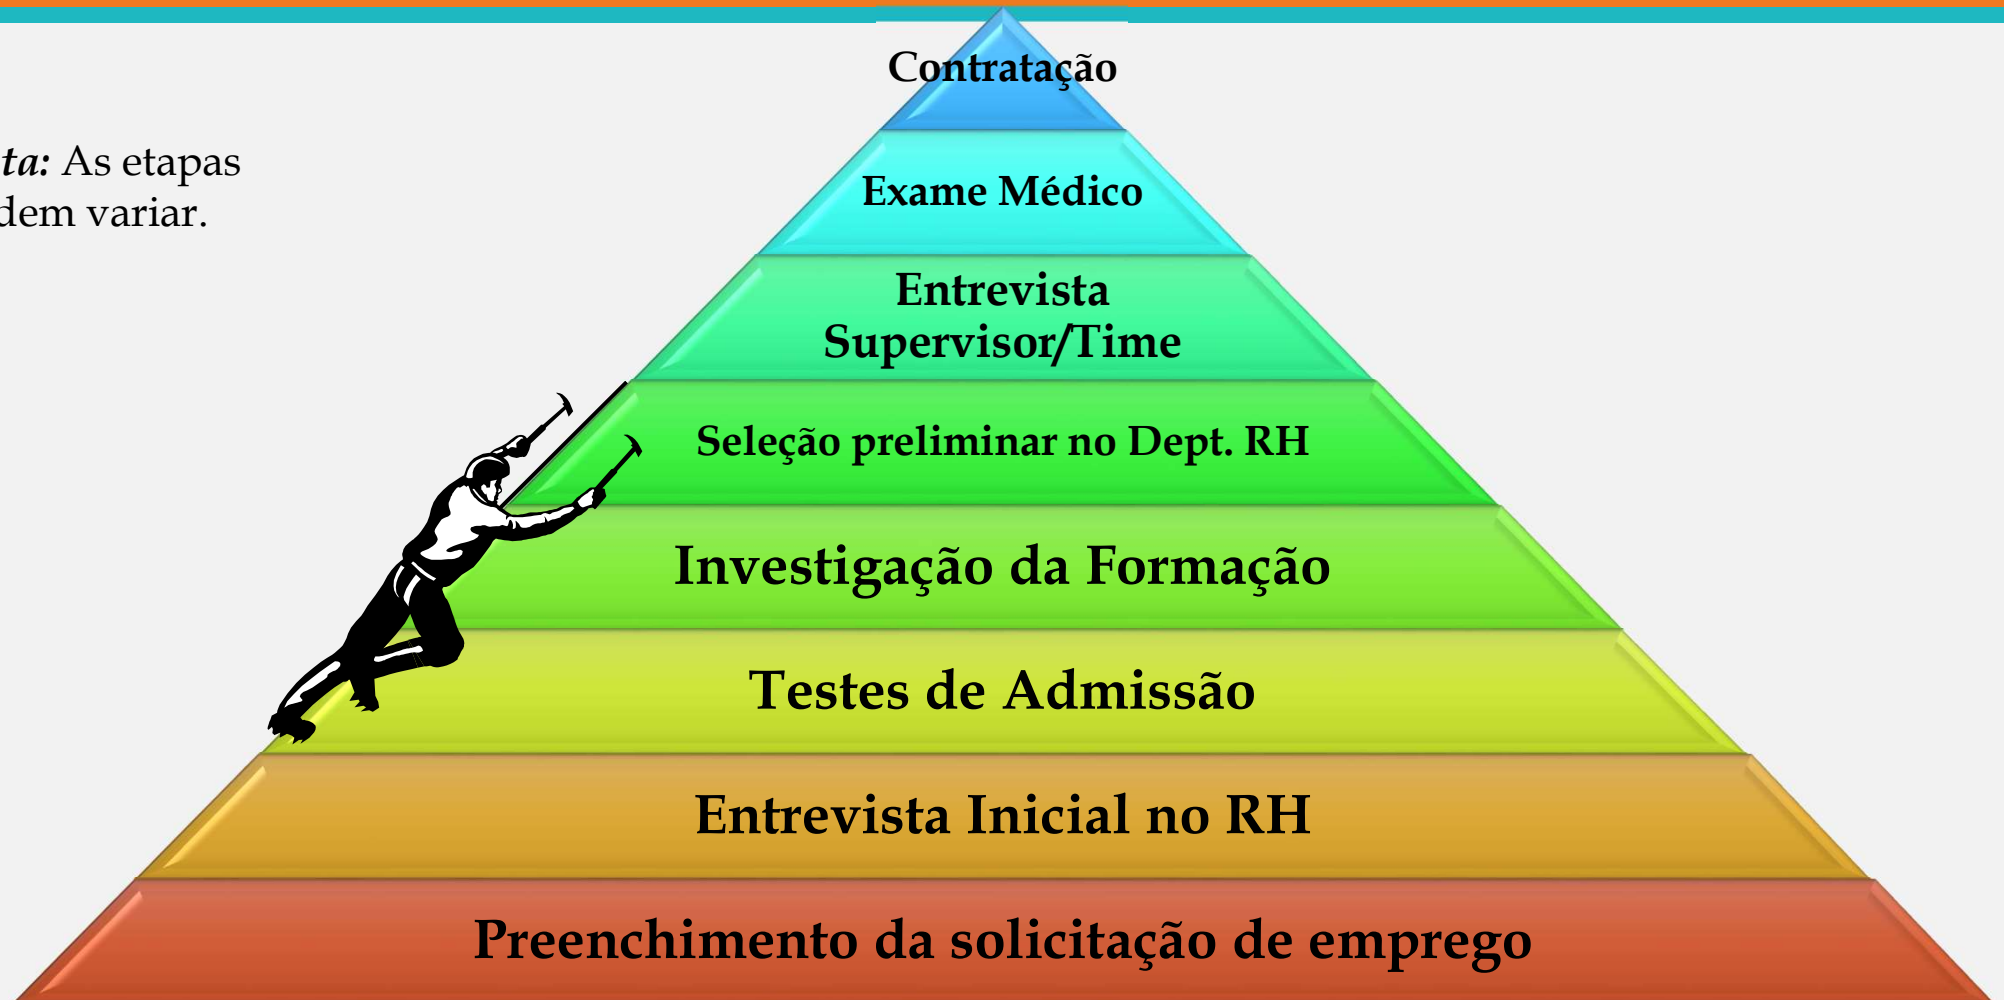 Contratação
ta: As etapas
dem variar.
Exame Médico
Entrevista
Supervisor/Time
Seleção preliminar no Dept. RH
Investigação da Formação
Testes de Admissão
Entrevista Inicial no RH
Preenchimento da solicitação de emprego